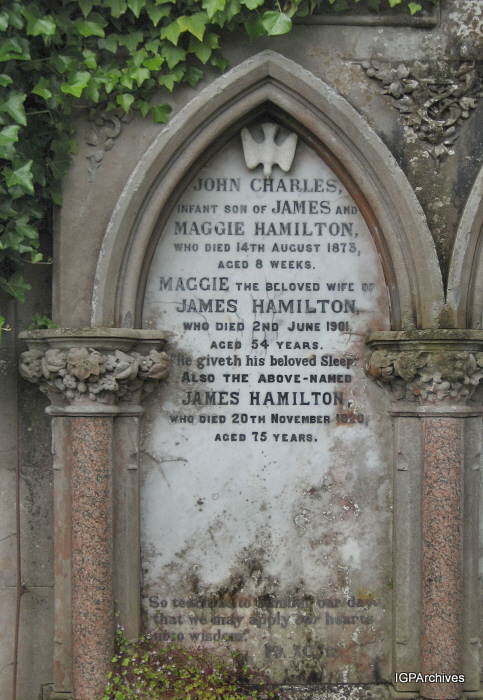 JOHN CHARLES,
INFANT SON OF JAMES AND
MAGGIE HAMILTON,
WHO DIED 14TH AUGUST 1873,
AGED 8 WEEKS.
MAGGIE THE BELOVED WIFE OF
JAMES HAMILTON,
WHO DIED 2ND JUNE 1901,
AGED 54 YEARS.
"He giveth his beloved Sleep."
ALSO THE ABOVE-NAMED
JAMES HAMILTON,
WHO DIED 20TH NOVEMBER 1920,
AGED 75 YEARS.
So teach us to number our days
that we may apply our hearts
unto wisdom."
IGPArchives